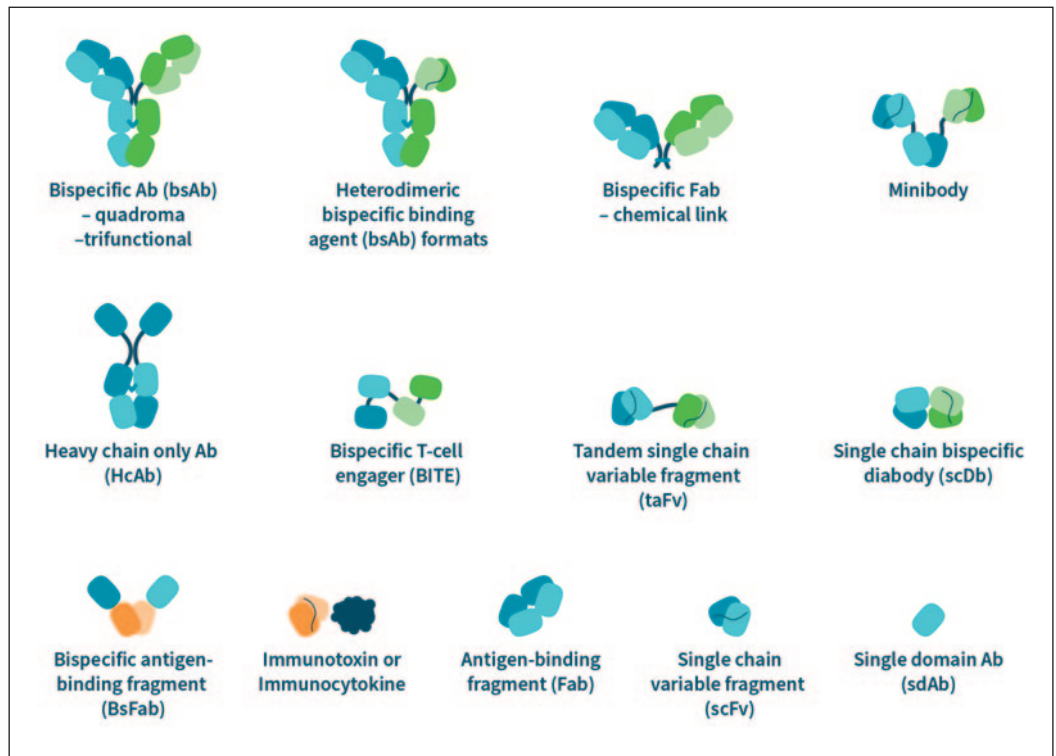 Bispecific Ab (bsAb)
– quadroma
–trifunctional
Heterodimeric
bispecific binding
agent (bsAb) formats
Bispecific Fab
– chemical link
Minibody
Heavy chain only Ab
(HcAb)
Bispecific T-cell
engager (BITE)
Tandem single chain
variable fragment
(taFv)
Single chain bispecific
diabody (scDb)
Bispecific antigen-
binding fragment
(BsFab)
Immunotoxin or
Immunocytokine
Antigen-binding
fragment (Fab)
Single chain
variable fragment
(scFv)
Single domain Ab
(sdAb)